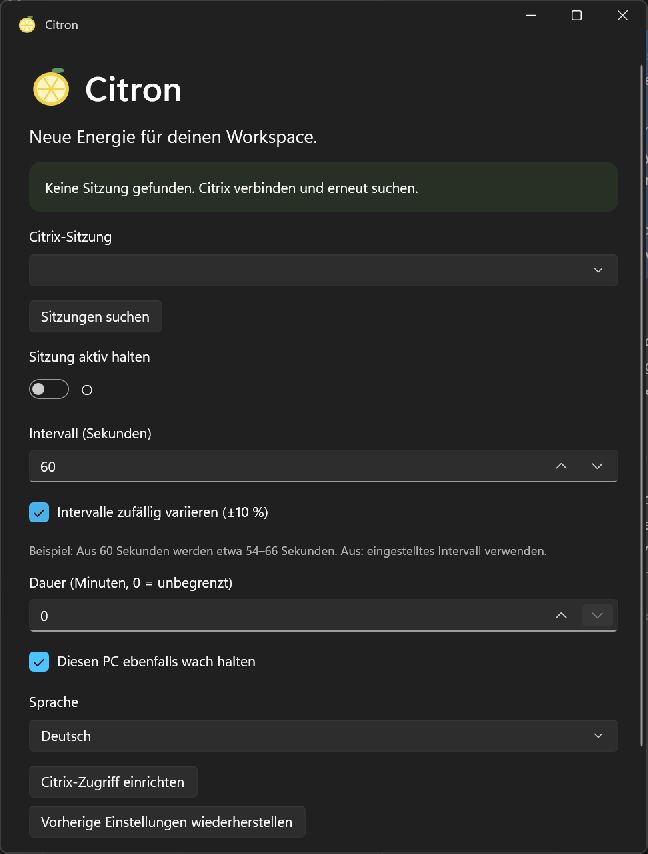 Citron
Citron
Neue Energie für deinen Workspace.
Keine Sitzung gefunden. Citrix verbinden und erneut suchen.
Citrix-Sitzung
Sitzungen suchen
Sitzung aktiv halten
Intervall (Sekunden)
60
Intervalle zufällig variieren (±10 %)
Beispiel: Aus 60 Sekunden werden etwa 54–66 Sekunden. Aus: eingestelltes Intervall verwenden.
Dauer (Minuten, 0 = unbegrenzt)
0
Diesen PC ebenfalls wach halten
Sprache
Deutsch
Citrix-Zugriff einrichten
Vorherige Einstellungen wiederherstellen